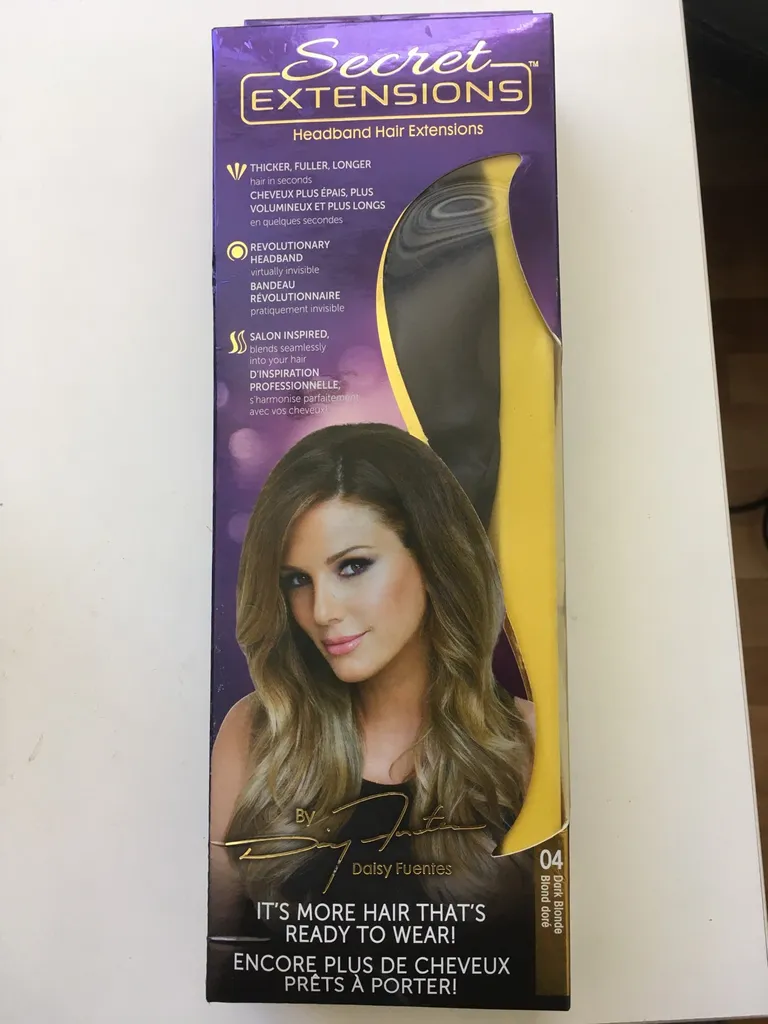 Secret
EXTENSIONS™
Headband Hair Extensions
THICKER, FULLER, LONGER
hair in seconds
CHEVEUX PLUS ÉPAIS, PLUS
VOLUMINEUX ET PLUS LONGS
en quelques secondes
REVOLUTIONARY
HEADBAND
virtually invisible
BANDEAU
RÉVOLUTIONNAIRE
pratiquement invisible
SALON INSPIRED,
blends seamlessly
into your hair
D'INSPIRATION
PROFESSIONNELLE,
s'harmonise parfaitement
avec vos cheveux!
By
Daisy Fuentes
Daisy Fuentes
04
Dark Blonde
Blond doré
IT'S MORE HAIR THAT'S
READY TO WEAR!
ENCORE PLUS DE CHEVEUX
PRÊTS À PORTER!